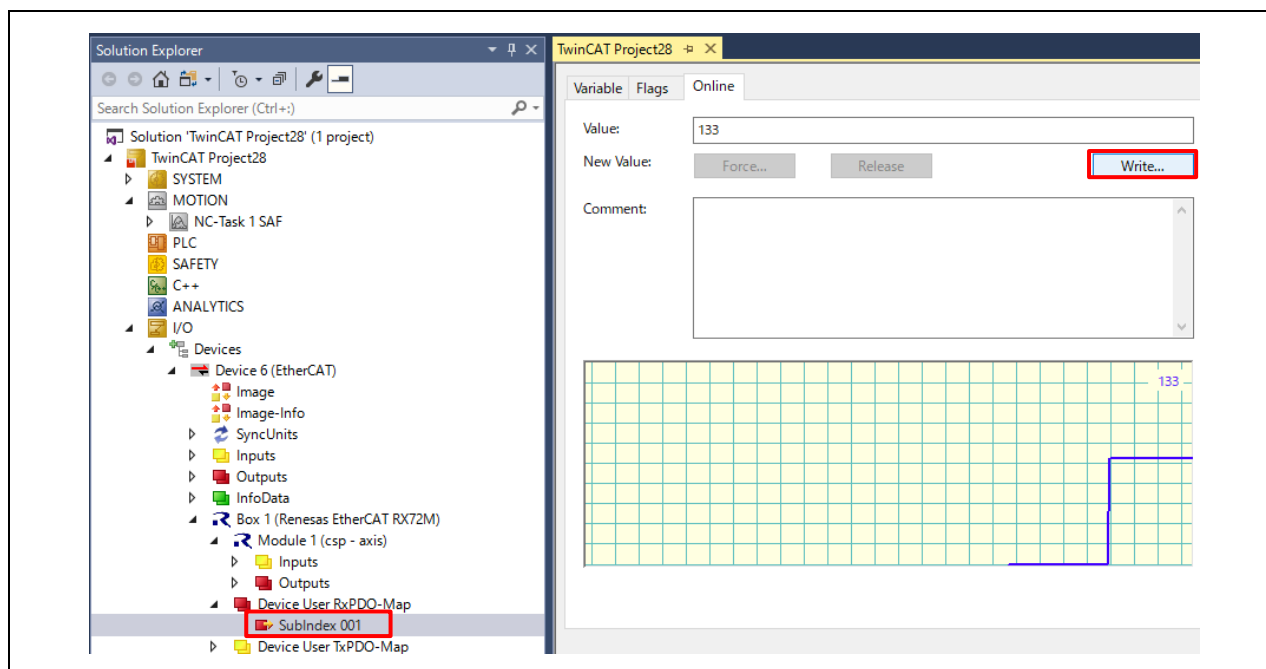 Solution Explorer
Search Solution Explorer (Ctrl+:)
Solution 'TwinCAT Project28' (1 project)
TwinCAT Project28
SYSTEM
MOTION
NC-Task 1 SAF
PLC
SAFETY
C++
ANALYTICS
I/O
Devices
Device 6 (EtherCAT)
Image
Image-Info
SyncUnits
Inputs
Outputs
InfoData
Box 1 (Renesas EtherCAT RX72M)
Module 1 (csp - axis)
Inputs
Outputs
Device User RxPDO-Map
SubIndex 001
Device User TxPDO-Map
TwinCAT Project28
Variable Flags Online
Value: 133
New Value: Force... Release Write...
Comment:
133